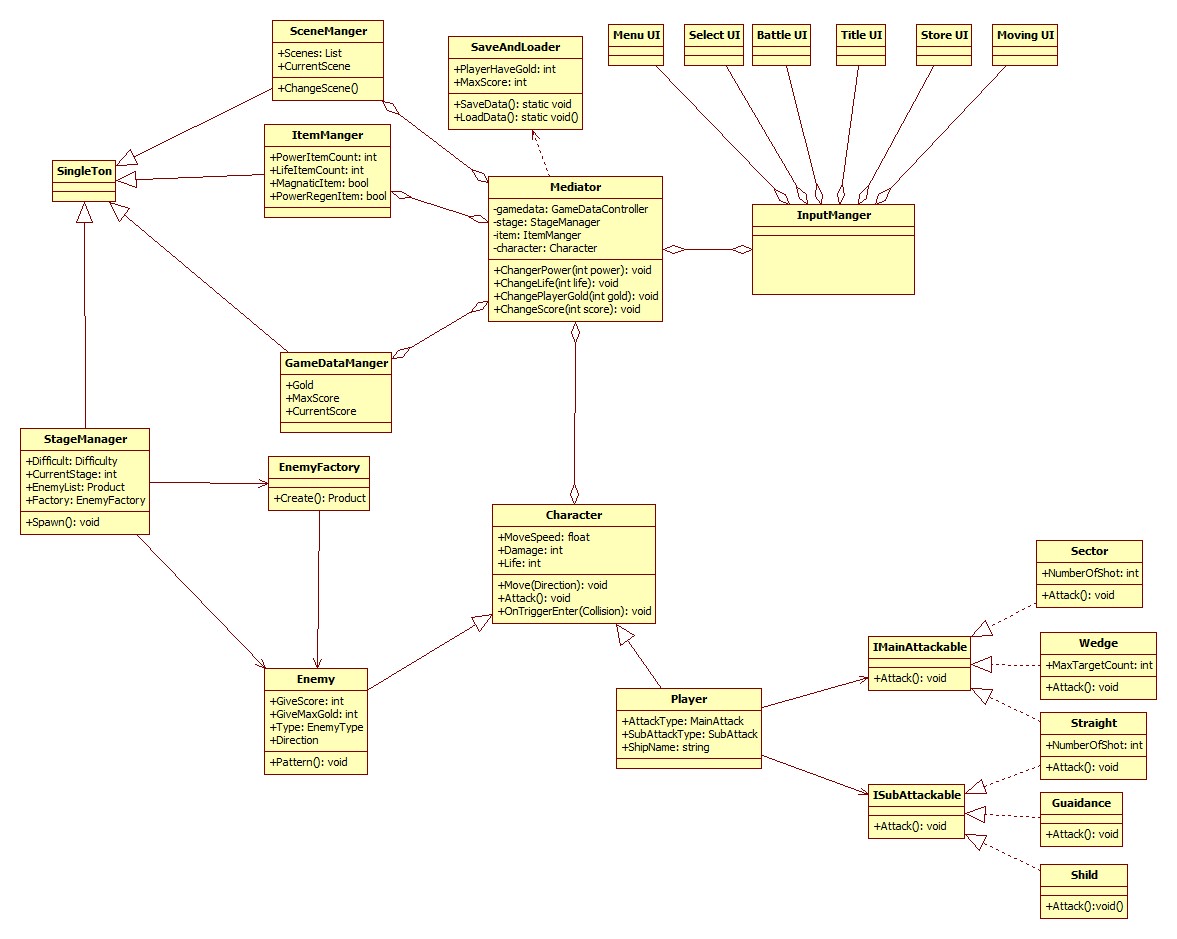 SceneManger
+Scenes: List
+CurrentScene
+ChangeScene()
SaveAndLoader
+PlayerHaveGold: int
+MaxScore: int
+SaveData(): static void
+LoadData(): static void()
Menu UI
Select UI
Battle UI
Title UI
Store UI
Moving UI
ItemManger
+PowerItemCount: int
+LifeItemCount: int
+MagnaticItem: bool
+PowerRegenItem: bool
SingleTon
Mediator
-gamedata: GameDataController
-stage: StageManager
-item: ItemManger
-character: Character
+ChangerPower(int power): void
+ChangeLife(int life): void
+ChangePlayerGold(int gold): void
+ChangeScore(int score): void
InputManger
GameDataManger
+Gold
+MaxScore
+CurrentScore
StageManager
+Difficult: Difficulty
+CurrentStage: int
+EnemyList: Product
+Factory: EnemyFactory
+Spawn(): void
EnemyFactory
+Create(): Product
Character
+MoveSpeed: float
+Damage: int
+Life: int
+Move(Direction): void
+Attack(): void
+OnTriggerEnter(Collision): void
Enemy
+GiveScore: int
+GiveMaxGold: int
+Type: EnemyType
+Direction
+Pattern(): void
Player
+AttackType: MainAttack
+SubAttackType: SubAttack
+ShipName: string
IMainAttackable
+Attack(): void
ISubAttackable
+Attack(): void
Sector
+NumberOfShot: int
+Attack(): void
Wedge
+MaxTargetCount: int
+Attack(): void
Straight
+NumberOfShot: int
+Attack(): void
Guaidance
+Attack(): void
Shild
+Attack():void()